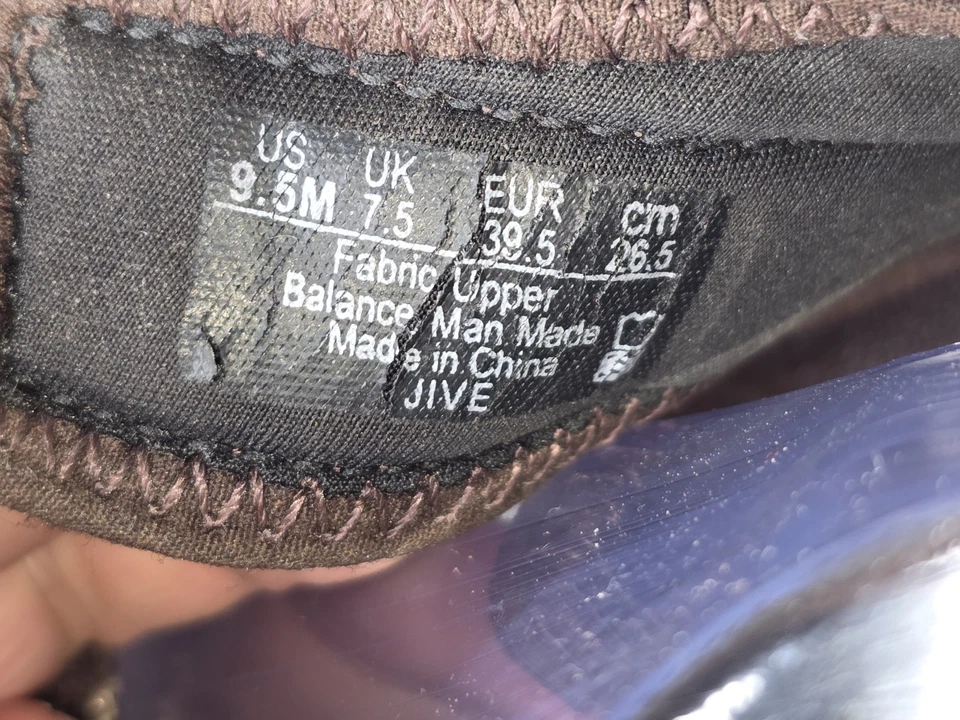 US UK EUR cm
9.5M 7.5 39.5 26.5
Fabric Upper
Balance Man Made
Made in China
JIVE